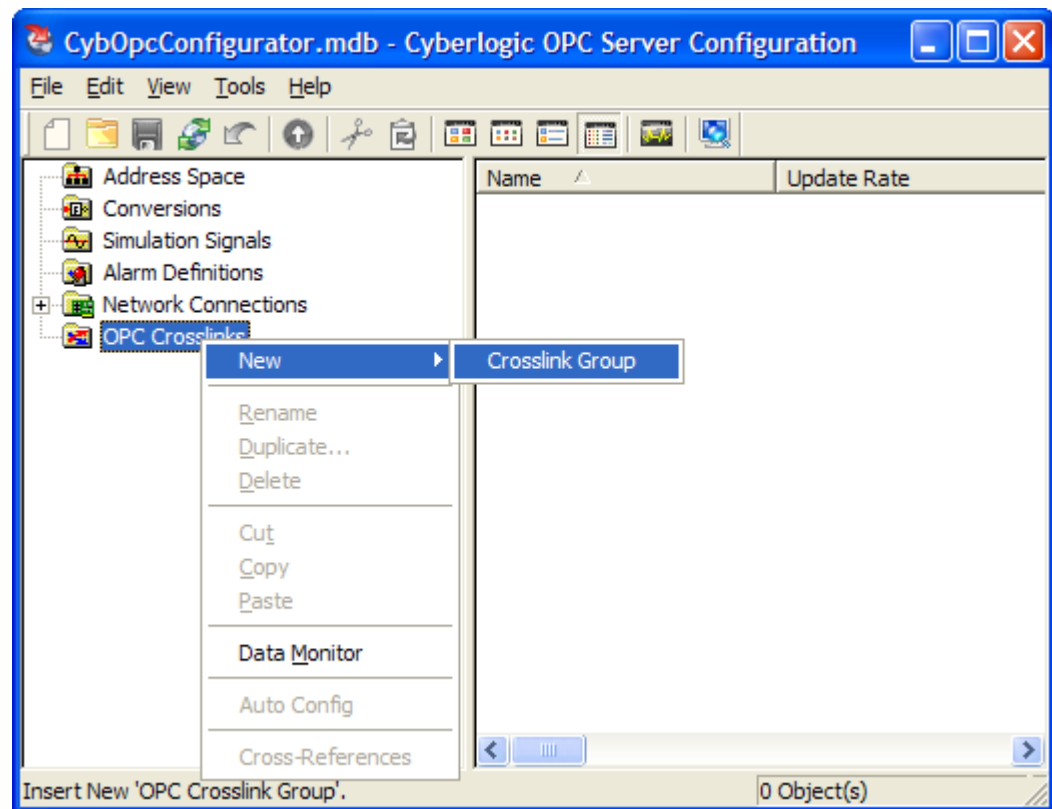 CybOpcConfigurator.mdb - Cyberlogic OPC Server Configuration
File Edit View Tools Help
Address Space
Name Update Rate
Conversions
Simulation Signals
Alarm Definitions
Network Connections
OPC Crosslinks
New Crosslink Group
Rename
Duplicate...
Delete
Cut
Copy
Paste
Data Monitor
Auto Config
Cross-References
Insert New 'OPC Crosslink Group'. 0 Object(s)